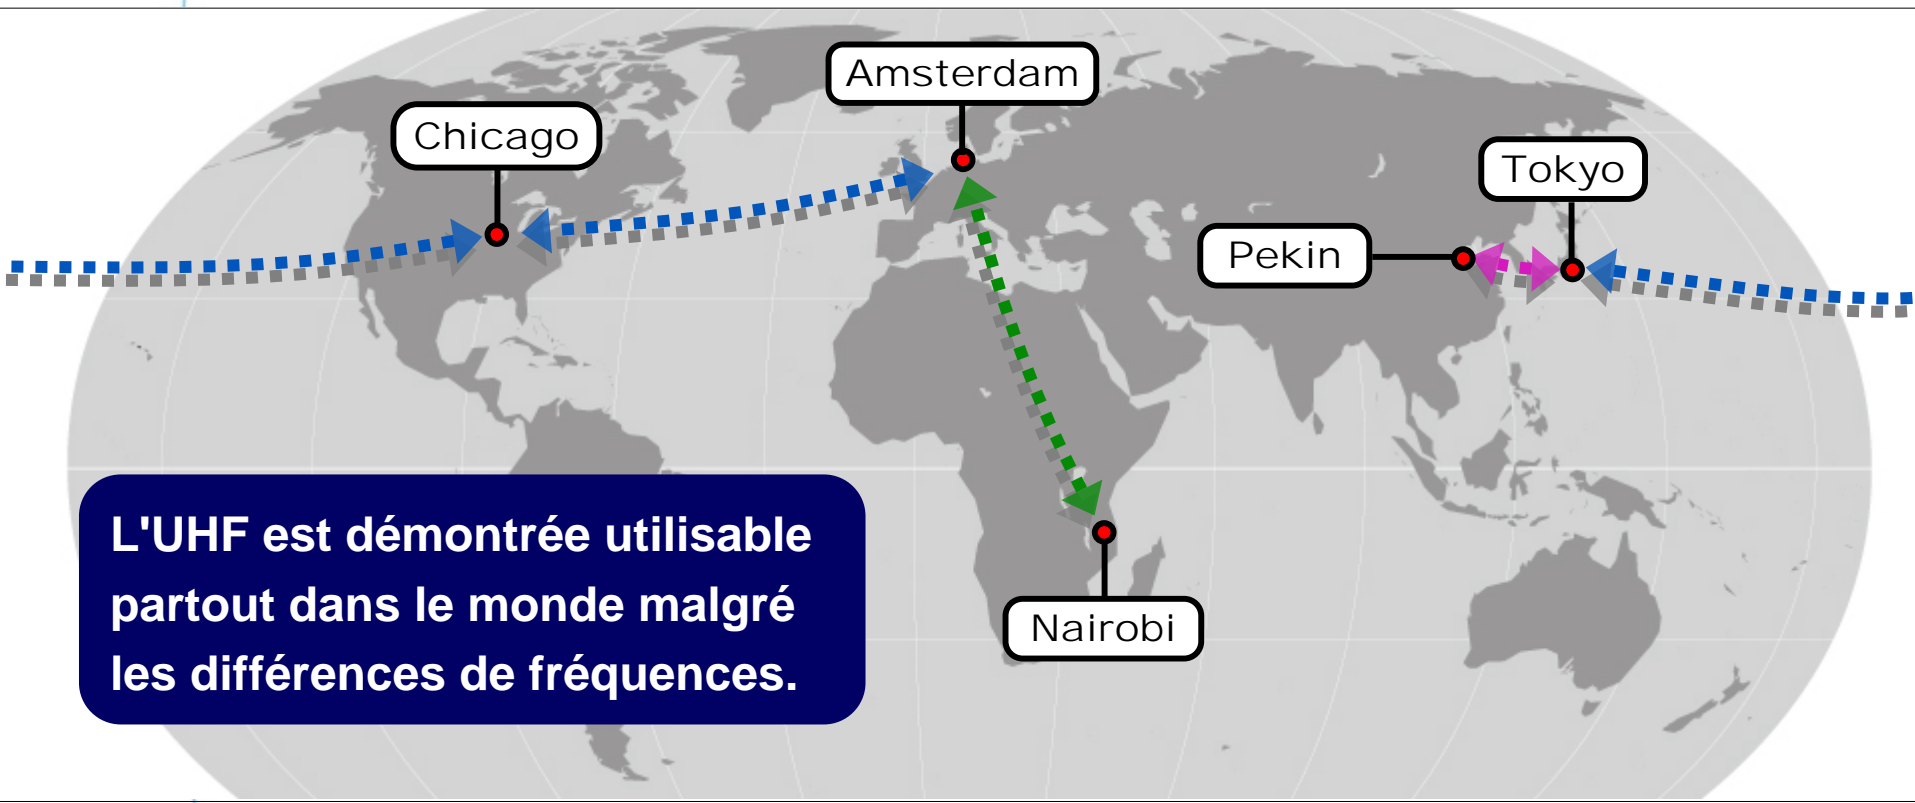 Amsterdam
Chicago
Tokyo
Pekin
Nairobi
L'UHF est démontrée utilisable
partout dans le monde malgré
les différences de fréquences.